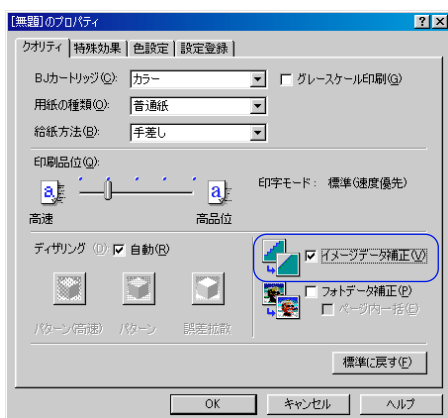 [無題]のプロパティ
クオリティ 特殊効果 色設定 設定登録
BJカートリッジ(C): カラー グレースケール印刷(G)
用紙の種類(O): 普通紙
給紙方法(B): 手差し
印刷品位(Q):
印字モード: 標準(速度優先)
高速 高品位
ディザリング (D) 自動(R) イメージデータ補正(V)
フォトデータ補正(P)
ページ内一括(E)
パターン(高速) パターン 誤差拡散
標準に戻す(F)
OK キャンセル ヘルプ